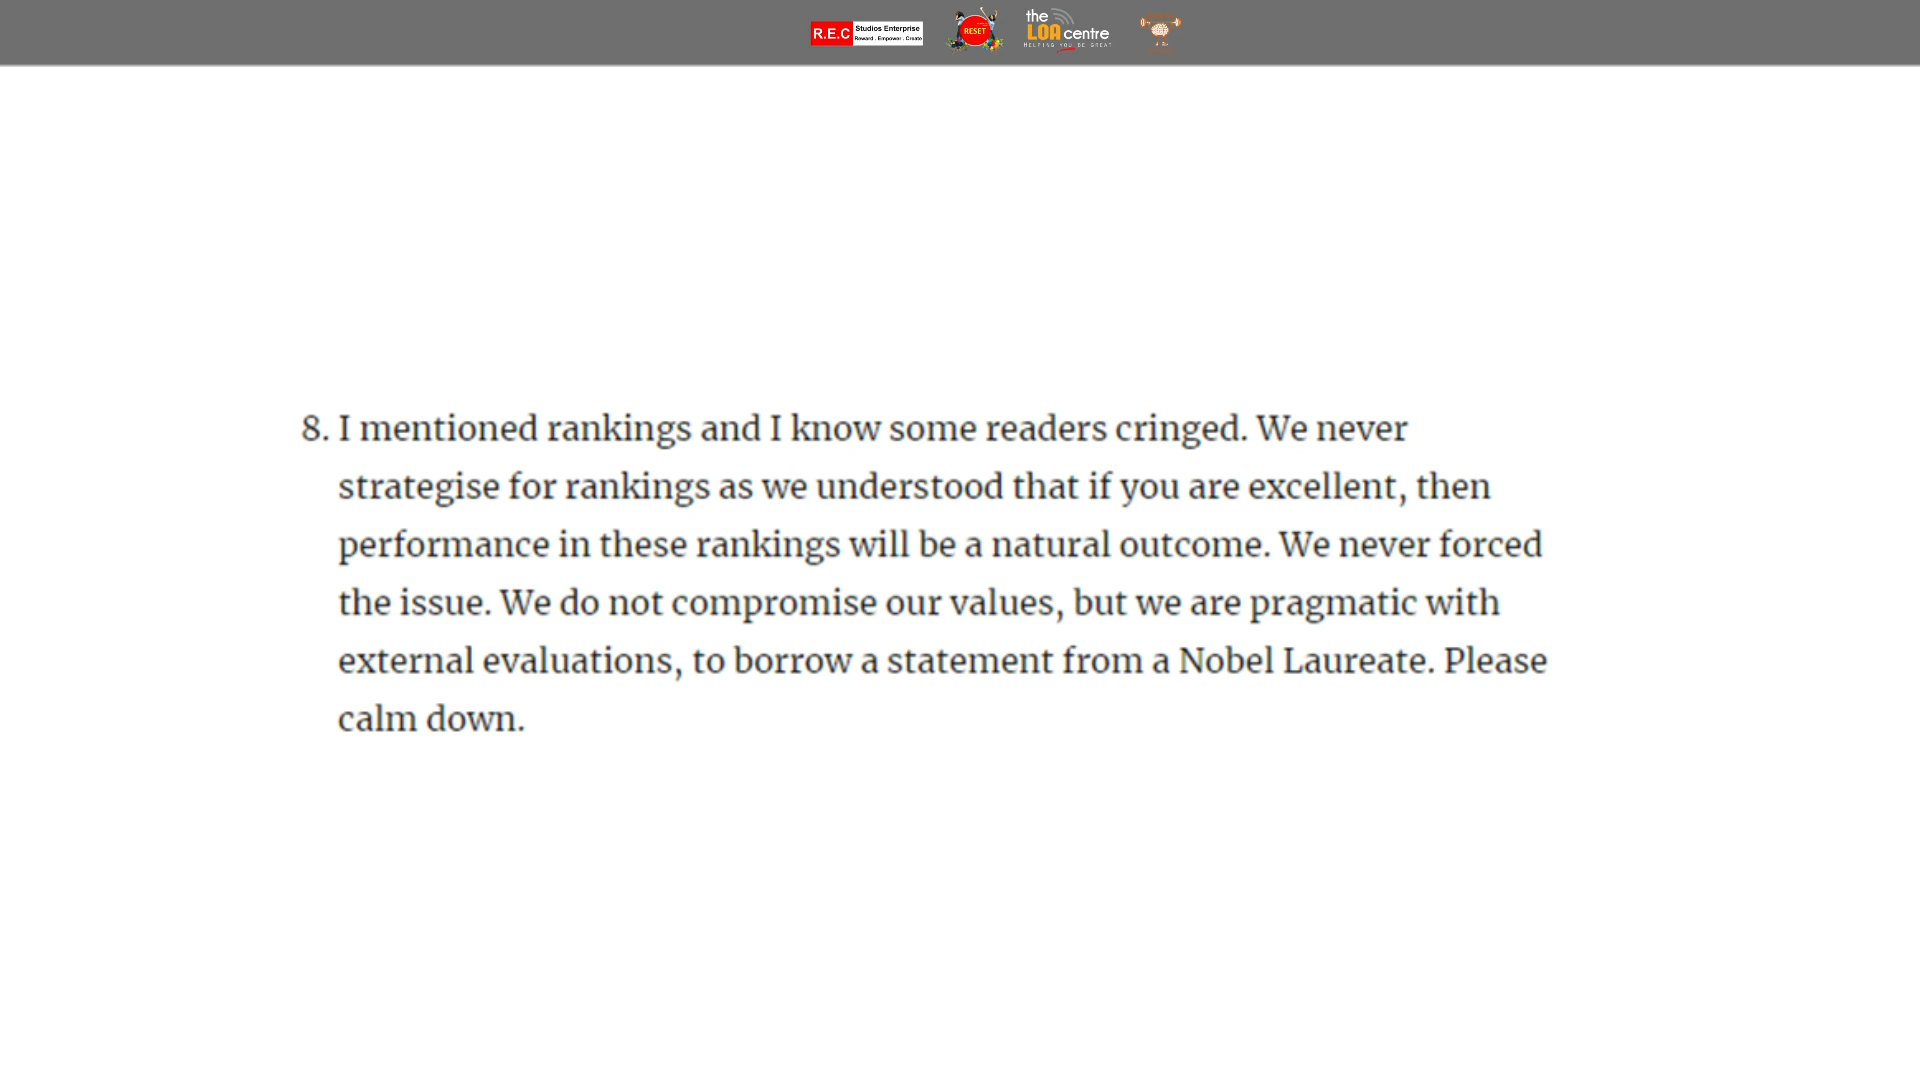 R.E.C
Studios Enterprise
Reward . Empower . Create
RESET
the
LOA centre
HELPING YOU BE GREAT
8. I mentioned rankings and I know some readers cringed. We never
strategise for rankings as we understood that if you are excellent, then
performance in these rankings will be a natural outcome. We never forced
the issue. We do not compromise our values, but we are pragmatic with
external evaluations, to borrow a statement from a Nobel Laureate. Please
calm down.